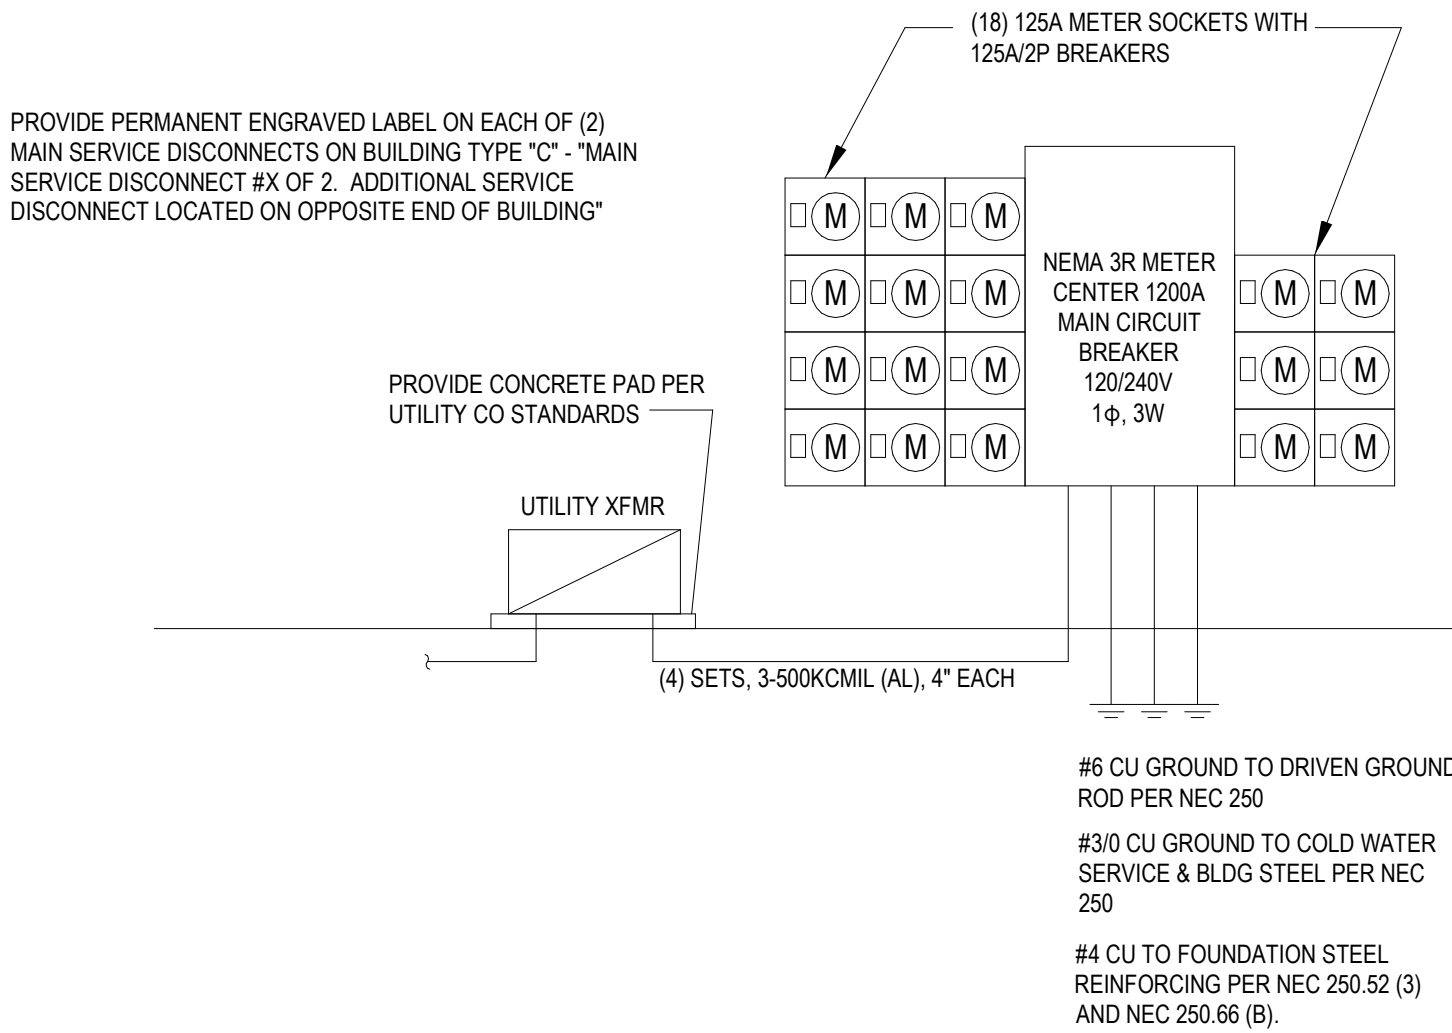 (18) 125A METER SOCKETS WITH
125A/2P BREAKERS
PROVIDE PERMANENT ENGRAVED LABEL ON EACH OF (2)
MAIN SERVICE DISCONNECTS ON BUILDING TYPE "C" - "MAIN
SERVICE DISCONNECT #X OF 2. ADDITIONAL SERVICE
DISCONNECT LOCATED ON OPPOSITE END OF BUILDING"
M M M
M M M M M
M M M M M
M M M M M
NEMA 3R METER
CENTER 1200A
MAIN CIRCUIT
BREAKER
120/240V
1ϕ, 3W
PROVIDE CONCRETE PAD PER
UTILITY CO STANDARDS
UTILITY XFMR
(4) SETS, 3-500KCMIL (AL), 4" EACH
#6 CU GROUND TO DRIVEN GROUND
ROD PER NEC 250
#3/0 CU GROUND TO COLD WATER
SERVICE & BLDG STEEL PER NEC
250
#4 CU TO FOUNDATION STEEL
REINFORCING PER NEC 250.52 (3)
AND NEC 250.66 (B).